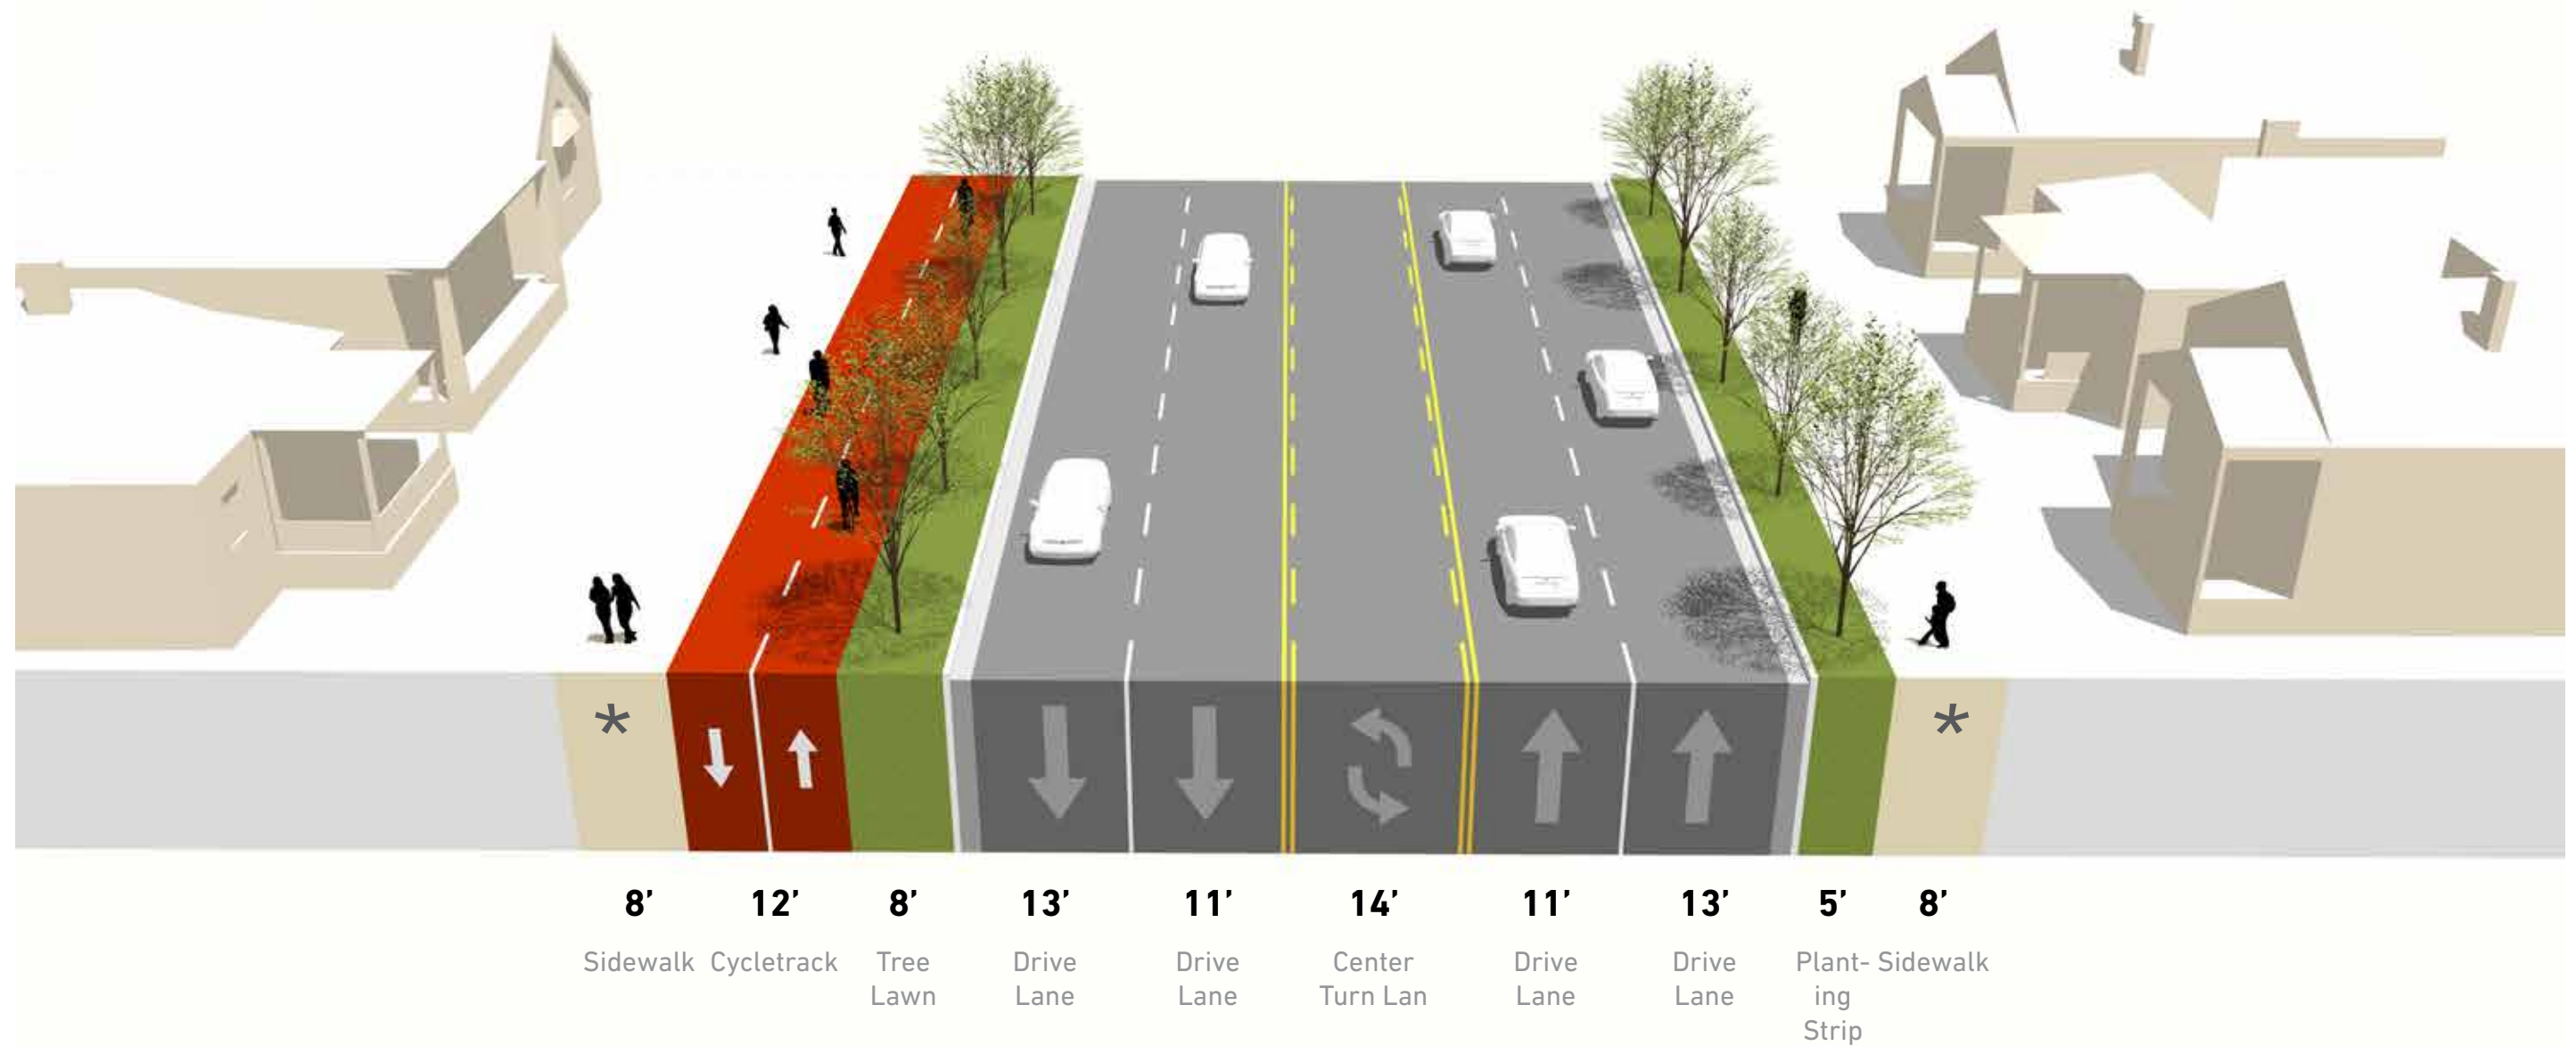 *
*
8’ 12’ 8’ 13’ 11’ 14’ 11’ 13’ 5’ 8’
Sidewalk Cycletrack Tree Drive Drive Center Drive Drive Plant- Sidewalk
Lawn Lane Lane Turn Lan Lane Lane ing
Strip